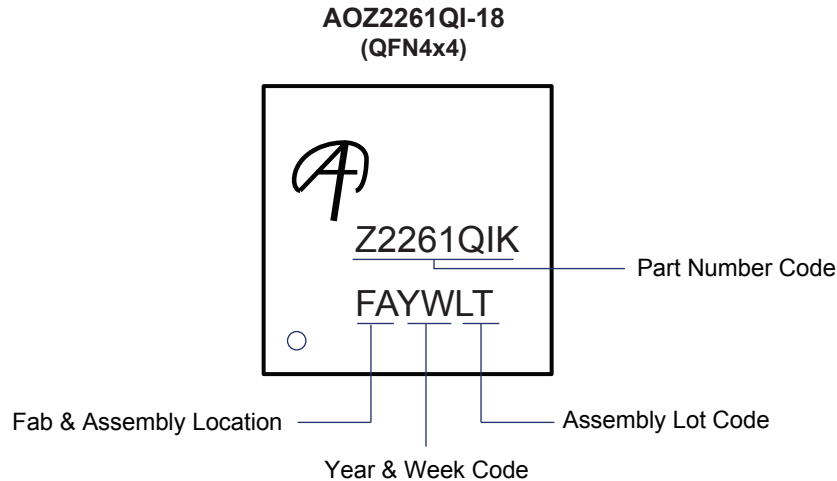 AOZ2261QI-18
(QFN4x4)
Z2261QIK
Part Number Code
FAYWLT
Fab & Assembly Location
Assembly Lot Code
Year & Week Code